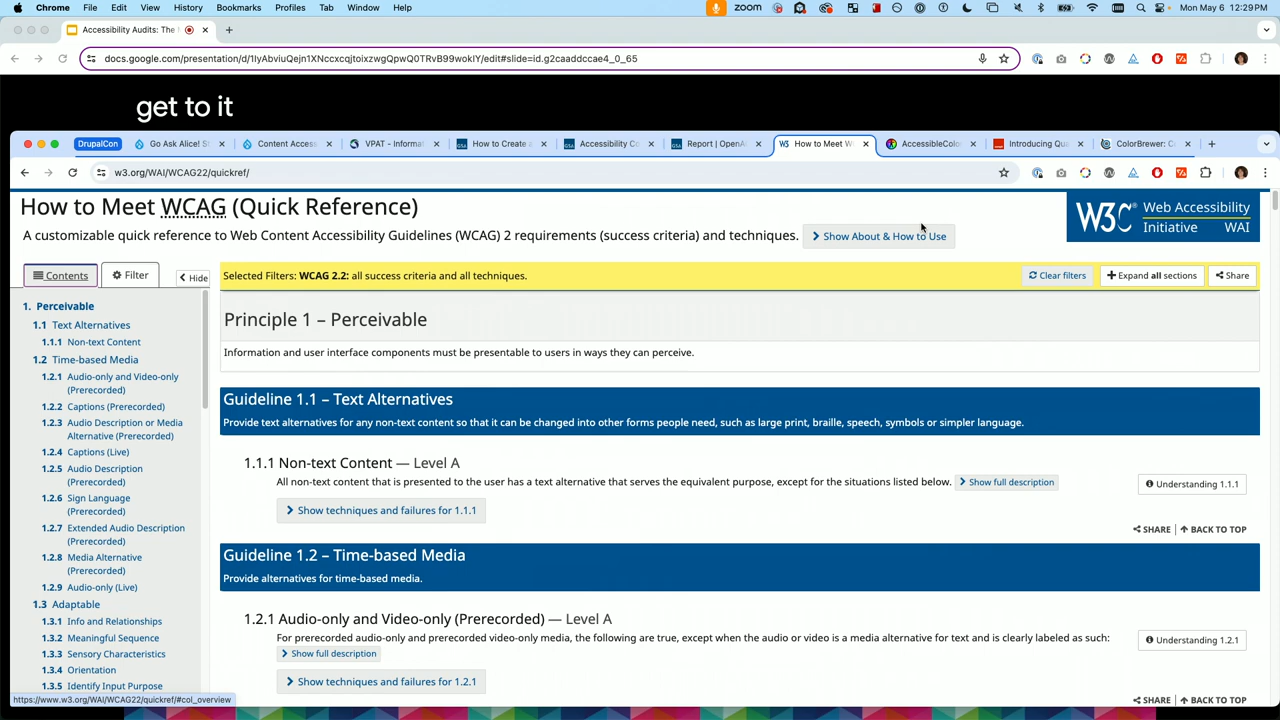 Chrome File Edit View History Bookmarks Profiles Tab Window Help zoom Mon May 6 12:29 PM
Accessibility Audits: The
docs.google.com/presentation/d/1IyAbviuQejn1XNccxcqjtoixzwgQpwQ0TRvB99wokIY/edit#slide=id.g2caaddccae4_0_65
get to it
DrupalCon Go Ask Alice! S Content Access VPAT - Informa How to Create a Accessibility Co Report | OpenA How to Meet W AccessibleColo Introducing Qu ColorBrewer: C
w3.org/WAI/WCAG22/quickref/
How to Meet WCAG (Quick Reference)
A customizable quick reference to Web Content Accessibility Guidelines (WCAG) 2 requirements (success criteria) and techniques. Show About & How to Use
W3C® Web Accessibility
Initiative WAI
Contents Filter Hide
Selected Filters: WCAG 2.2: all success criteria and all techniques. Clear filters Expand all sections Share
1. Perceivable
1.1 Text Alternatives
1.1.1 Non-text Content
1.2 Time-based Media
1.2.1 Audio-only and Video-only
(Prerecorded)
1.2.2 Captions (Prerecorded)
1.2.3 Audio Description or Media
Alternative (Prerecorded)
1.2.4 Captions (Live)
1.2.5 Audio Description
(Prerecorded)
1.2.6 Sign Language
(Prerecorded)
1.2.7 Extended Audio Description
(Prerecorded)
1.2.8 Media Alternative
(Prerecorded)
1.2.9 Audio-only (Live)
1.3 Adaptable
1.3.1 Info and Relationships
1.3.2 Meaningful Sequence
1.3.3 Sensory Characteristics
1.3.4 Orientation
1.3.5 Identify Input Purpose
Principle 1 – Perceivable
Information and user interface components must be presentable to users in ways they can perceive.
Guideline 1.1 – Text Alternatives
Provide text alternatives for any non-text content so that it can be changed into other forms people need, such as large print, braille, speech, symbols or simpler language.
1.1.1 Non-text Content — Level A
All non-text content that is presented to the user has a text alternative that serves the equivalent purpose, except for the situations listed below. Show full description
Understanding 1.1.1
Show techniques and failures for 1.1.1
SHARE | BACK TO TOP
Guideline 1.2 – Time-based Media
Provide alternatives for time-based media.
1.2.1 Audio-only and Video-only (Prerecorded) — Level A
For prerecorded audio-only and prerecorded video-only media, the following are true, except when the audio or video is a media alternative for text and is clearly labeled as such:
Understanding 1.2.1
Show full description
Show techniques and failures for 1.2.1
SHARE | BACK TO TOP
https://www.w3.org/WAI/WCAG22/quickref/#col_overview